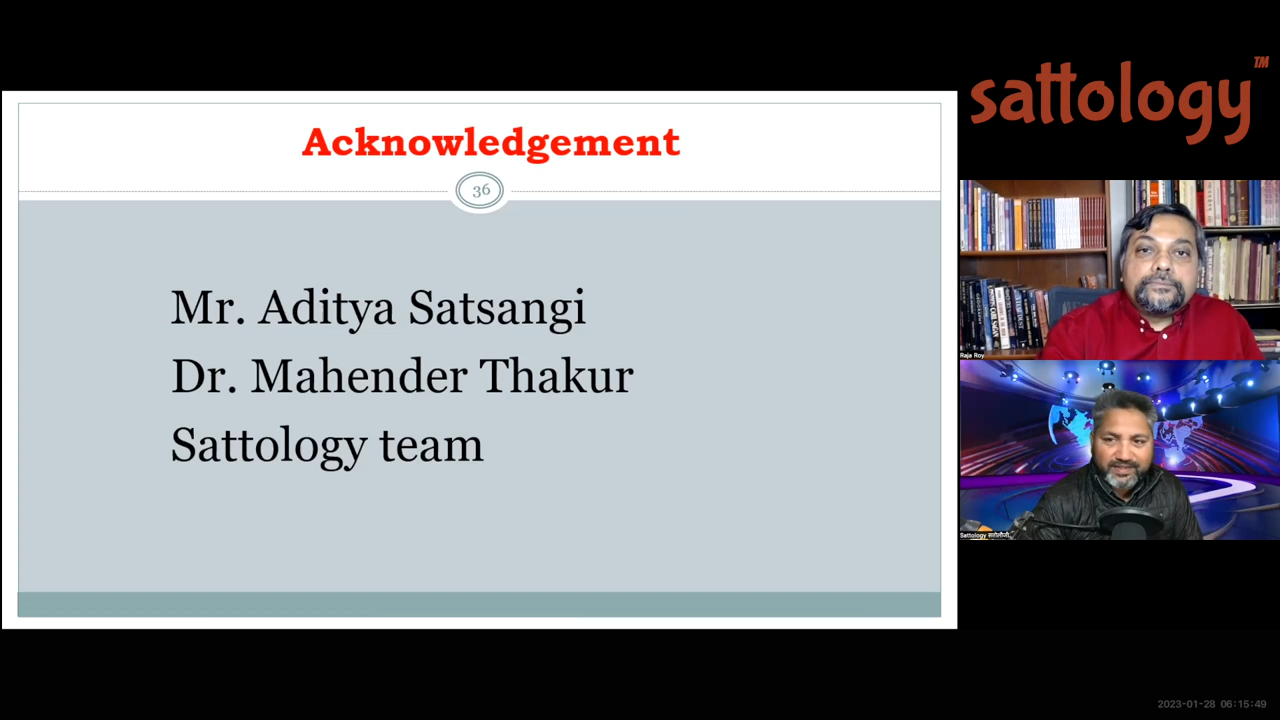 Acknowledgement
36
Mr. Aditya Satsangi
Dr. Mahender Thakur
Sattology team
sattology™
Raja Roy
Sattology
2023-01-28 06:15:49